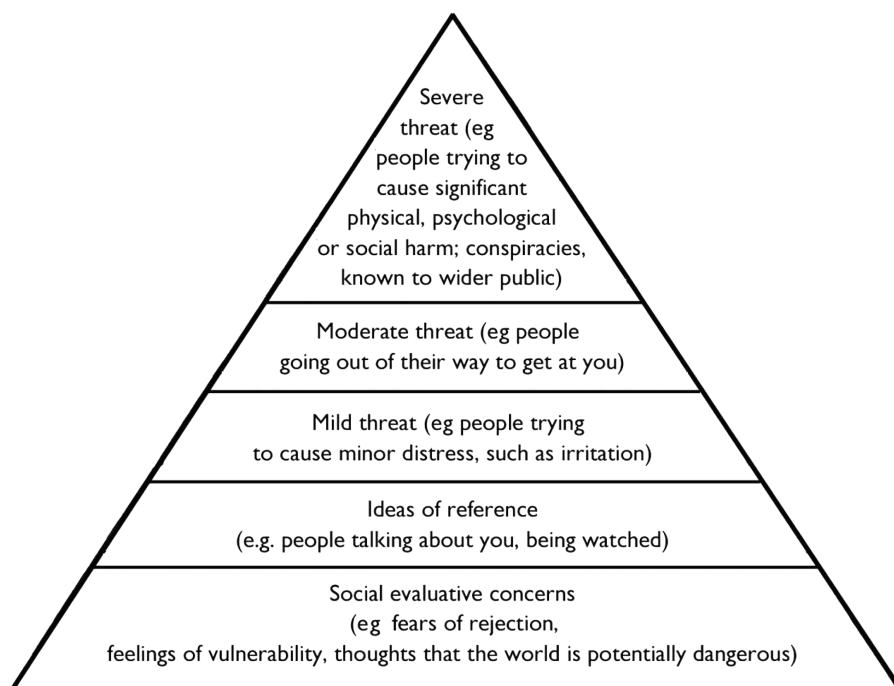 Severe
threat (eg
people trying to
cause significant
physical, psychological
or social harm; conspiracies,
known to wider public)
Moderate threat (eg people
going out of their way to get at you)
Mild threat (eg people trying
to cause minor distress, such as irritation)
Ideas of reference
(e.g. people talking about you, being watched)
Social evaluative concerns
(eg fears of rejection,
feelings of vulnerability, thoughts that the world is potentially dangerous)